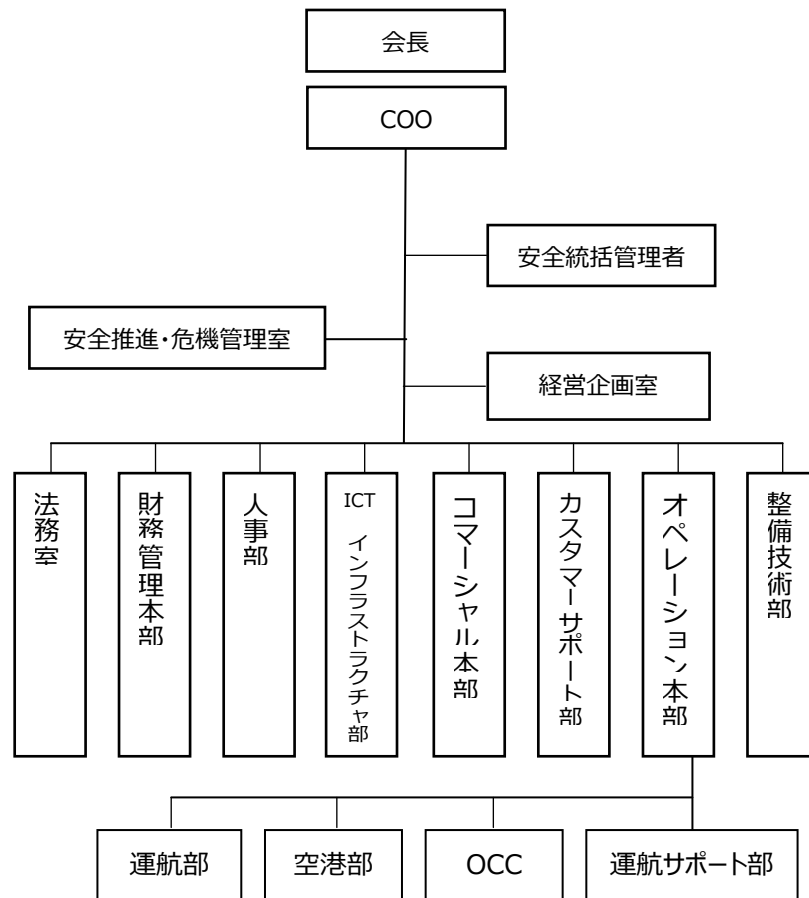 会長
COO
安全統括管理者
安全推進・危機管理室
経営企画室
法務室
財務管理本部
人事部
ICT
インフラストラクチャ部
コマーシャル本部
カスタマーサポート部
オペレーション本部
整備技術部
運航部
空港部
OCC
運航サポート部